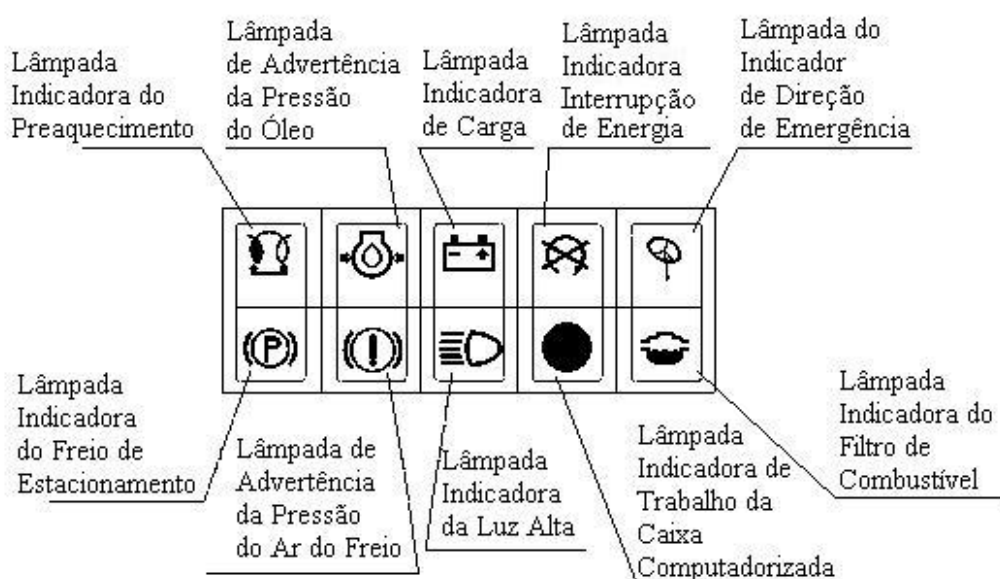 Lâmpada
Indicadora do
Preaquecimento
Lâmpada
de Advertência
da Pressão
do Óleo
Lâmpada
Indicadora
de Carga
Lâmpada
Indicadora
Interrupção
de Energia
Lâmpada do
Indicador
de Direção
de Emergência
P
Lâmpada
Indicadora
do Freio de
Estacionamento
Lâmpada de
Advertência
da Pressão
do Ar do Freio
Lâmpada
Indicadora
da Luz Alta
Lâmpada
Indicadora de
Trabalho da
Caixa
Computadorizada
Lâmpada
Indicadora do
Filtro de
Combustível